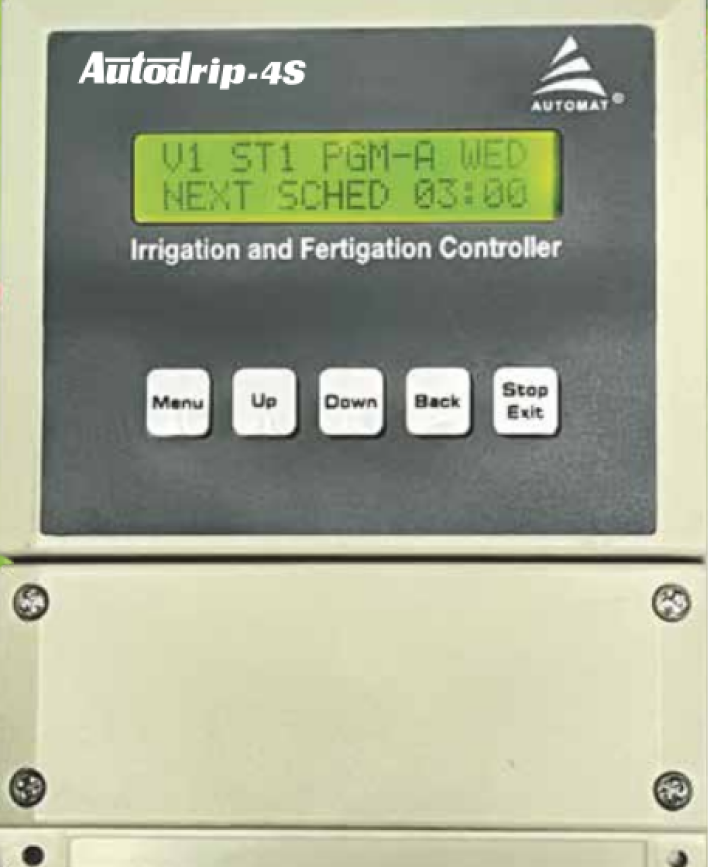 Autodrip-4S
AUTOMAT®
V1 ST1 PGM-A WED
NEXT SCHED 03:00
Irrigation and Fertigation Controller
Menu
Up
Down
Back
Stop
Exit